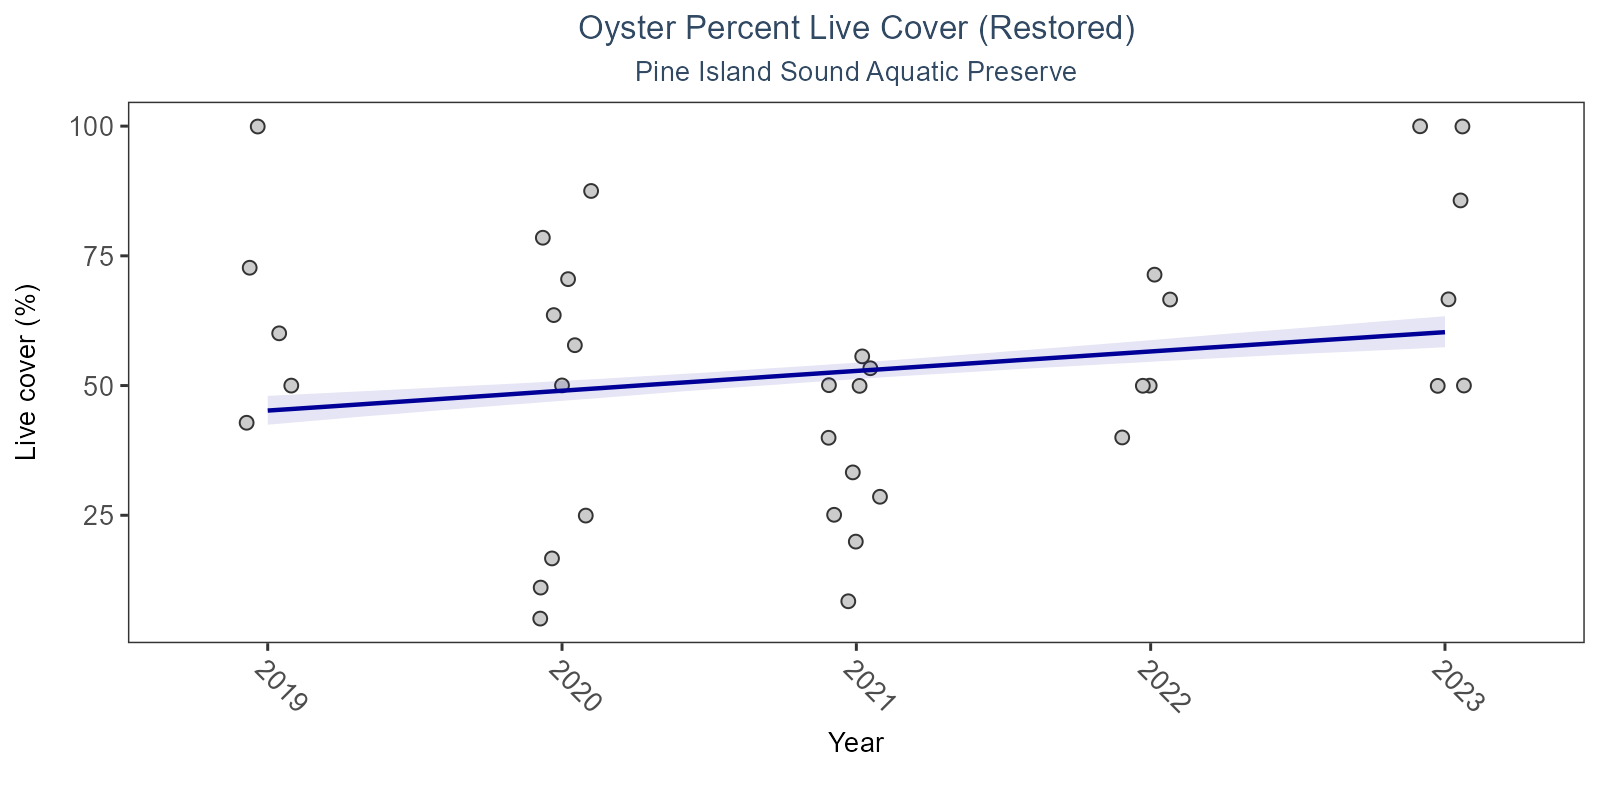 Oyster Percent Live Cover (Restored)
Pine Island Sound Aquatic Preserve
Live cover (%)
100
75
50
25
2019
2020
2021
2022
2023
Year